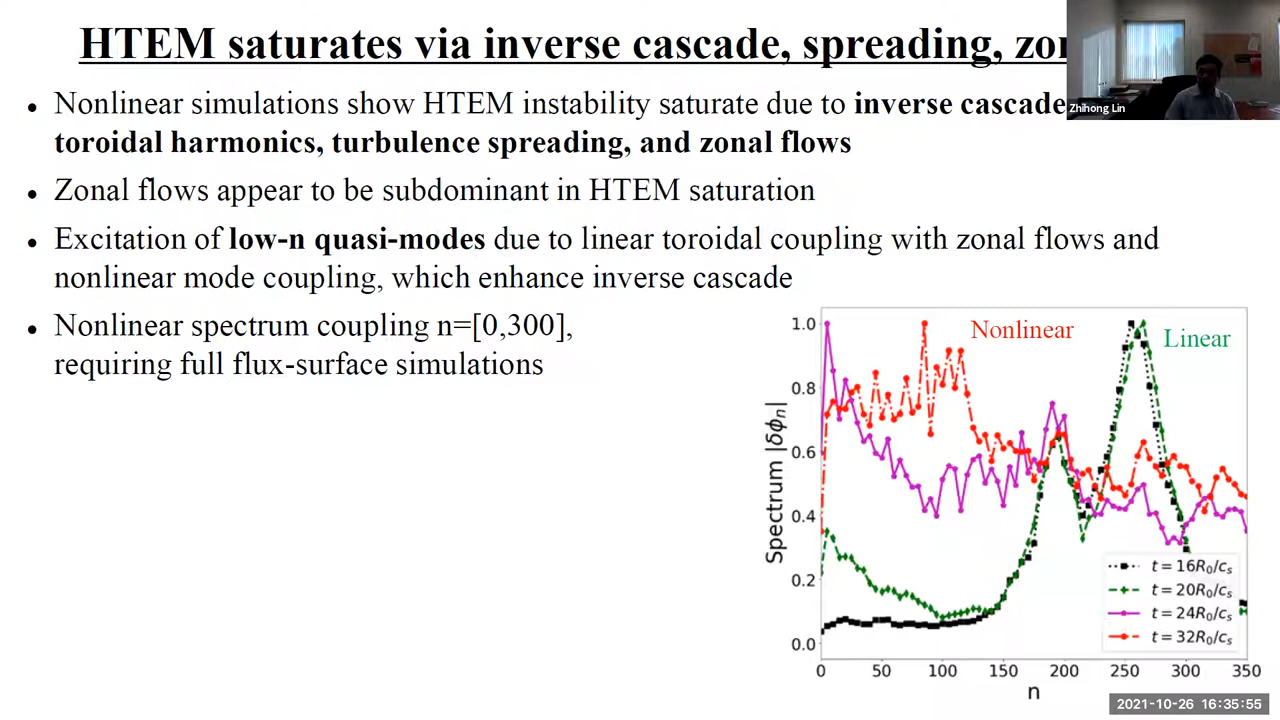 HTEM saturates via inverse cascade, spreading,
Zhihong Lin
• Nonlinear simulations show HTEM instability saturate due to inverse cascade
toroidal harmonics, turbulence spreading, and zonal flows
• Zonal flows appear to be subdominant in HTEM saturation
• Excitation of low-n quasi-modes due to linear toroidal coupling with zonal flows and
nonlinear mode coupling, which enhance inverse cascade
• Nonlinear spectrum coupling n=[0,300],
requiring full flux-surface simulations
Nonlinear
Linear
Spectrum |δϕₙ|
1.0
0.8
0.6
0.4
0.2
0.0
t = 16R₀/cₛ
t = 20R₀/cₛ
t = 24R₀/cₛ
t = 32R₀/cₛ
0 50 100 150 200 250 300 350
n
2021-10-26 16:35:55